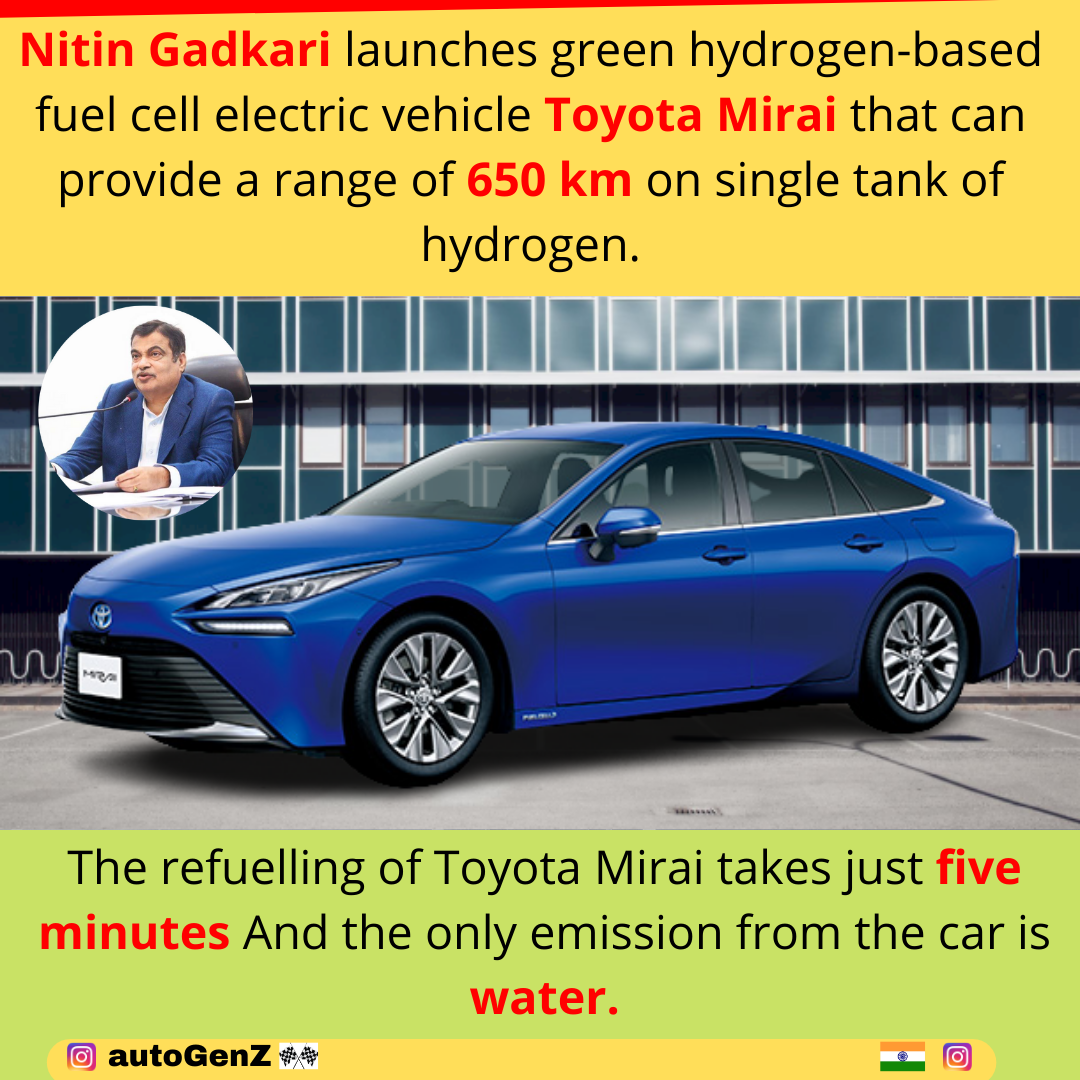 Nitin Gadkari launches green hydrogen-based
fuel cell electric vehicle Toyota Mirai that can
provide a range of 650 km on single tank of
hydrogen.
MIRAI
FUEL CELL
The refuelling of Toyota Mirai takes just five
minutes And the only emission from the car is
water.
autoGenZ